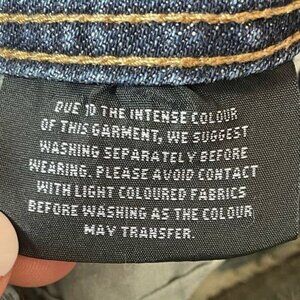 DUE TO THE INTENSE COLOUR
OF THIS GARMENT, WE SUGGEST
WASHING SEPARATELY BEFORE
WEARING. PLEASE AVOID CONTACT
WITH LIGHT COLOURED FABRICS
BEFORE WASHING AS THE COLOUR
MAY TRANSFER.